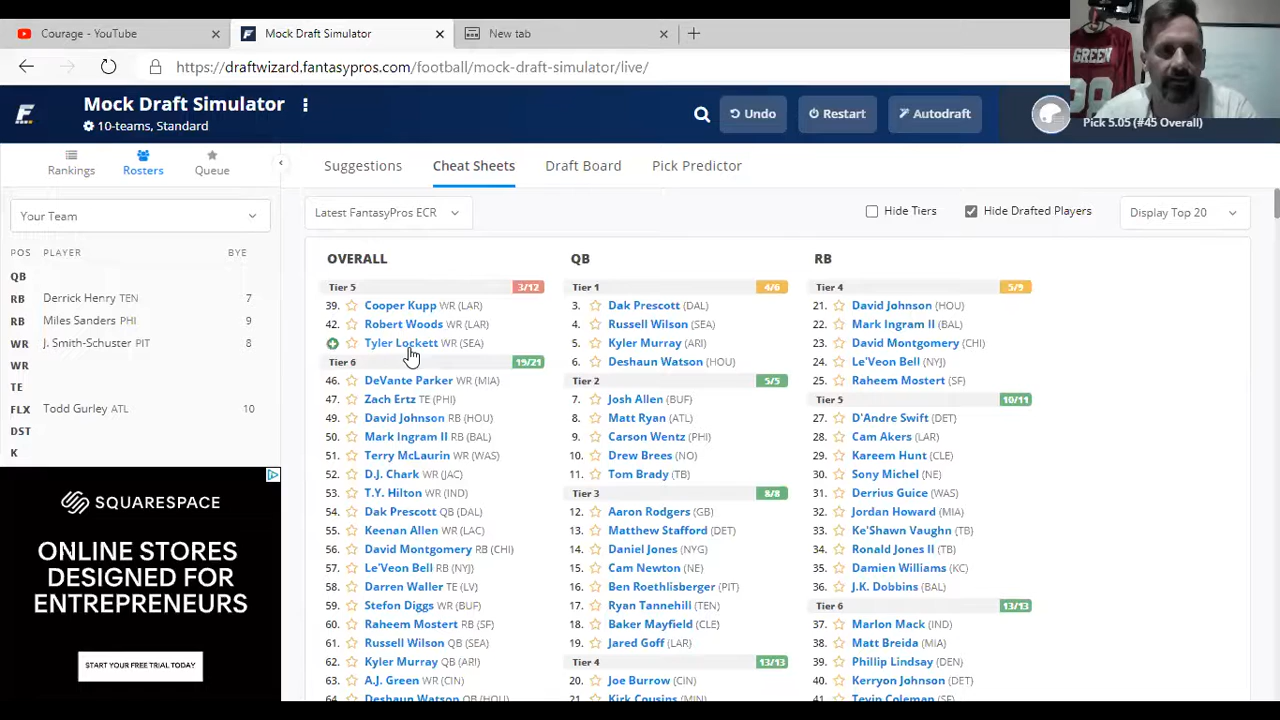 Courage - YouTube
Mock Draft Simulator
New tab
https://draftwizard.fantasypros.com/football/mock-draft-simulator/live/
GREEN
Mock Draft Simulator
10-teams, Standard
Undo
Restart
Autodraft
Pick 5.05 (#45 Overall)
Rankings
Rosters
Queue
Suggestions
Cheat Sheets
Draft Board
Pick Predictor
Your Team
POS PLAYER BYE
QB
RB Derrick Henry TEN 7
RB Miles Sanders PHI 9
WR J. Smith-Schuster PIT 8
WR
TE
FLX Todd Gurley ATL 10
DST
K
SQUARESPACE
ONLINE STORES
DESIGNED FOR
ENTREPRENEURS
START YOUR FREE TRIAL TODAY
Latest FantasyPros ECR
Hide Tiers
Hide Drafted Players
Display Top 20
OVERALL
Tier 5 3/12
39. Cooper Kupp WR (LAR)
42. Robert Woods WR (LAR)
Tyler Lockett WR (SEA)
Tier 6 19/21
46. DeVante Parker WR (MIA)
47. Zach Ertz TE (PHI)
49. David Johnson RB (HOU)
50. Mark Ingram II RB (BAL)
51. Terry McLaurin WR (WAS)
52. D.J. Chark WR (JAC)
53. T.Y. Hilton WR (IND)
54. Dak Prescott QB (DAL)
55. Keenan Allen WR (LAC)
56. David Montgomery RB (CHI)
57. Le'Veon Bell RB (NYJ)
58. Darren Waller TE (LV)
59. Stefon Diggs WR (BUF)
60. Raheem Mostert RB (SF)
61. Russell Wilson QB (SEA)
62. Kyler Murray QB (ARI)
63. A.J. Green WR (CIN)
64. Deshaun Watson QB (HOU)
QB
Tier 1 4/6
3. Dak Prescott (DAL)
4. Russell Wilson (SEA)
5. Kyler Murray (ARI)
6. Deshaun Watson (HOU)
Tier 2 5/5
7. Josh Allen (BUF)
8. Matt Ryan (ATL)
9. Carson Wentz (PHI)
10. Drew Brees (NO)
11. Tom Brady (TB)
Tier 3 8/8
12. Aaron Rodgers (GB)
13. Matthew Stafford (DET)
14. Daniel Jones (NYG)
15. Cam Newton (NE)
16. Ben Roethlisberger (PIT)
17. Ryan Tannehill (TEN)
18. Baker Mayfield (CLE)
19. Jared Goff (LAR)
Tier 4 13/13
20. Joe Burrow (CIN)
21. Kirk Cousins (MIN)
RB
Tier 4 5/9
21. David Johnson (HOU)
22. Mark Ingram II (BAL)
23. David Montgomery (CHI)
24. Le'Veon Bell (NYJ)
25. Raheem Mostert (SF)
Tier 5 10/11
27. D'Andre Swift (DET)
28. Cam Akers (LAR)
29. Kareem Hunt (CLE)
30. Sony Michel (NE)
31. Derrius Guice (WAS)
32. Jordan Howard (MIA)
33. Ke'Shawn Vaughn (TB)
34. Ronald Jones II (TB)
35. Damien Williams (KC)
36. J.K. Dobbins (BAL)
Tier 6 13/13
37. Marlon Mack (IND)
38. Matt Breida (MIA)
39. Phillip Lindsay (DEN)
40. Kerryon Johnson (DET)
41. Tevin Coleman (SF)